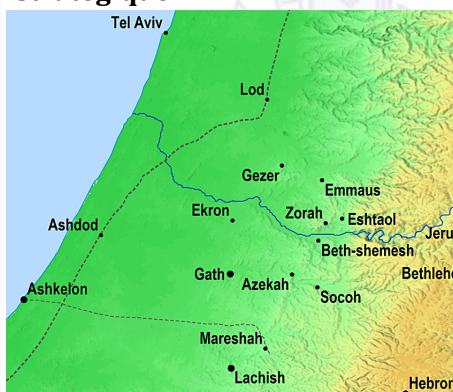 Tel Aviv
Lod
Gezer
Emmaus
Ekron
Zorah
Eshtaol
Ashdod
Jeru
Beth-shemesh
Gath
Azekah
Bethlehe
Ashkelon
Socoh
Mareshah
Lachish
Hebron